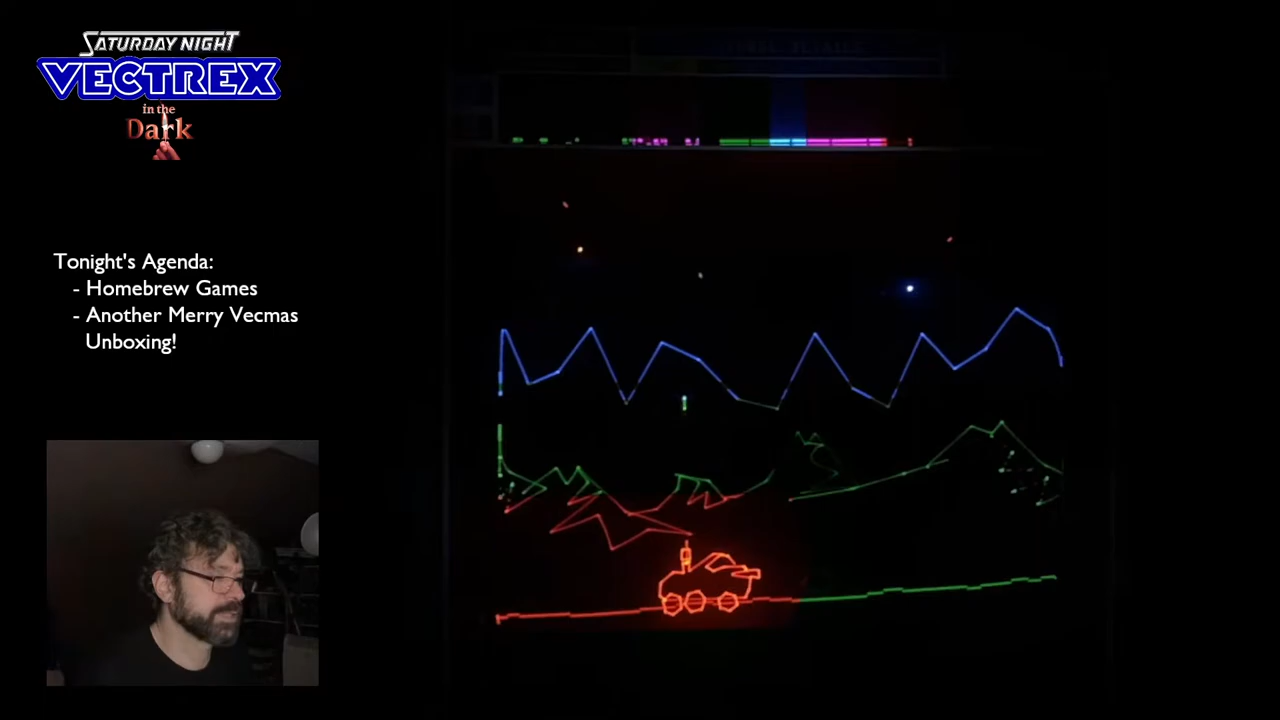 SATURDAY NIGHT
VECTREX
in the
Dark
Tonight's Agenda:
- Homebrew Games
- Another Merry Vecmas
Unboxing!